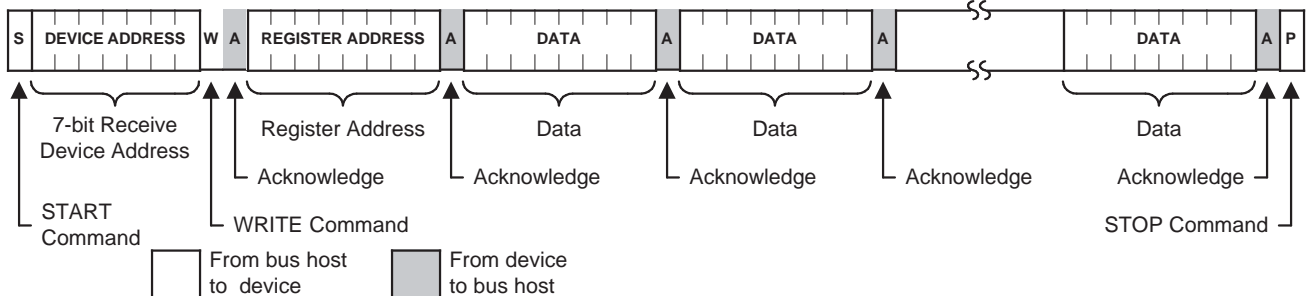 S DEVICE ADDRESS W A REGISTER ADDRESS A DATA A DATA A DATA A P
7-bit Receive
Device Address
Register Address
Data
Data
Data
Acknowledge
Acknowledge
Acknowledge
Acknowledge
Acknowledge
START
Command
WRITE Command
STOP Command
From bus host
to device
From device
to bus host